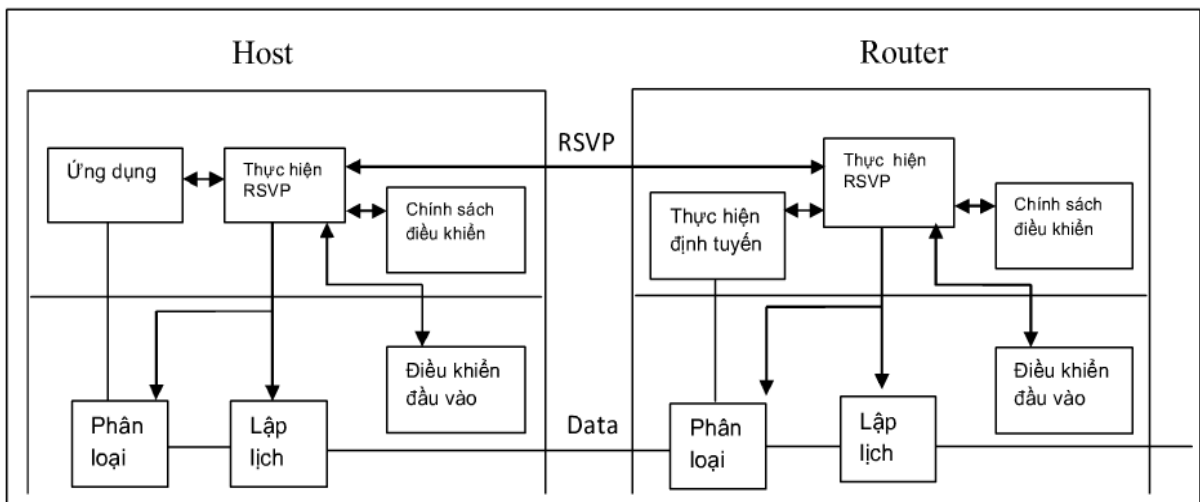 Host
Router
RSVP
Ứng dụng
Thực hiện
RSVP
Chính sách
điều khiển
Điều khiển
đầu vào
Phân
loại
Lập
lịch
Data
Thực hiện
RSVP
Thực hiện
định tuyến
Chính sách
điều khiển
Điều khiển
đầu vào
Phân
loại
Lập
lịch